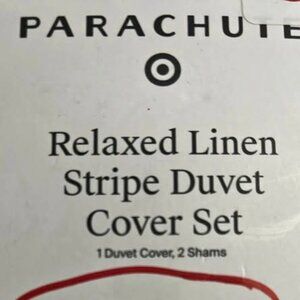 PARACHUTE
Relaxed Linen
Stripe Duvet
Cover Set
1 Duvet Cover, 2 Shams